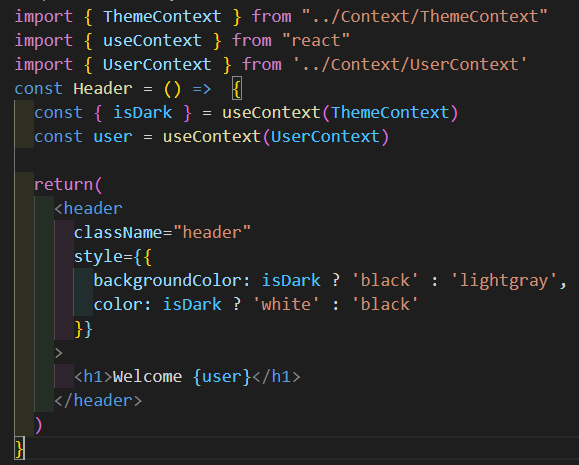 import { ThemeContext } from "../Context/ThemeContext"
import { useContext } from "react"
import { UserContext } from '../Context/UserContext'
const Header = () =>  {
  const { isDark } = useContext(ThemeContext)
  const user = useContext(UserContext)

  return(
    <header
      className="header"
      style={{
        backgroundColor: isDark ? 'black' : 'lightgray',
        color: isDark ? 'white' : 'black'
      }}
    >
      <h1>Welcome {user}</h1>
    </header>
  )
}